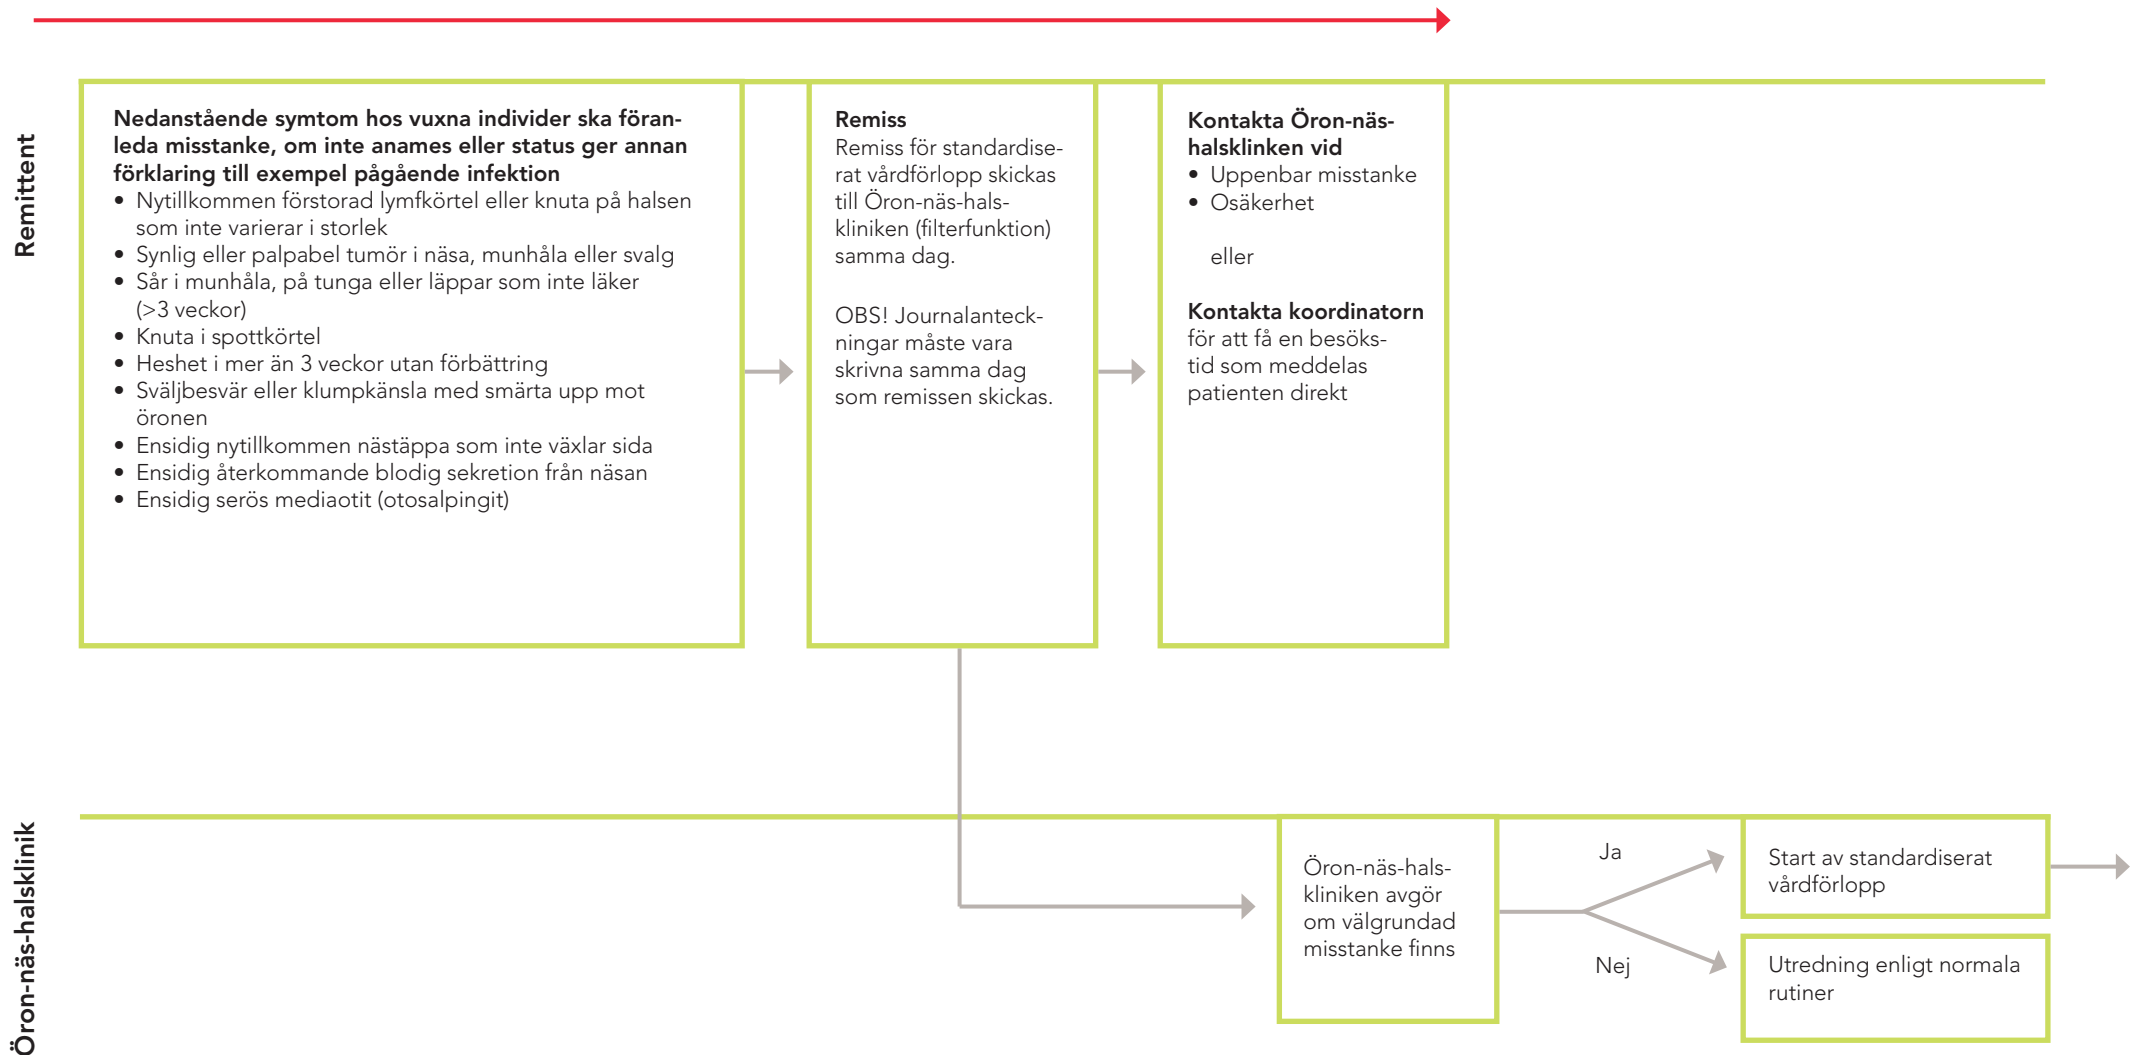 Remittent
Nedanstående symtom hos vuxna individer ska föran-
leda misstanke, om inte anames eller status ger annan
förklaring till exempel pågående infektion
• Nytillkommen förstorad lymfkörtel eller knuta på halsen
som inte varierar i storlek
• Synlig eller palpabel tumör i näsa, munhåla eller svalg
• Sår i munhåla, på tunga eller läppar som inte läker
(>3 veckor)
• Knuta i spottkörtel
• Heshet i mer än 3 veckor utan förbättring
• Sväljbesvär eller klumpkänsla med smärta upp mot
öronen
• Ensidig nytillkommen nästäppa som inte växlar sida
• Ensidig återkommande blodig sekretion från näsan
• Ensidig serös mediaotit (otosalpingit)
Remiss
Remiss för standardise-
rat vårdförlopp skickas
till Öron-näs-hals-
kliniken (filterfunktion)
samma dag.
OBS! Journalanteck-
ningar måste vara
skrivna samma dag
som remissen skickas.
Kontakta Öron-näs-
halsklinken vid
• Uppenbar misstanke
• Osäkerhet
eller
Kontakta koordinatorn
för att få en besöks-
tid som meddelas
patienten direkt
Öron-näs-halsklinik
Öron-näs-hals-
kliniken avgör
om välgrundad
misstanke finns
Ja
Nej
Start av standardiserat
vårdförlopp
Utredning enligt normala
rutiner